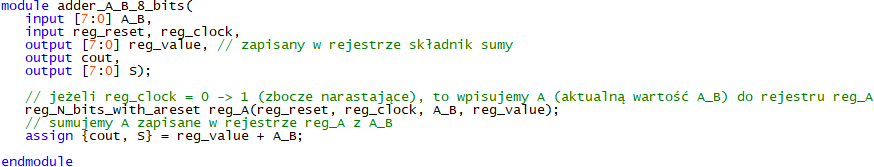 module adder_A_B_8_bits(
input [7:0] A_B,
input reg_reset, reg_clock,
output [7:0] reg_value, // zapisany w rejestrze składnik sumy
output cout,
output [7:0] S);
// jeżeli reg_clock = 0 -> 1 (zbocze narastające), to wpisujemy A (aktualną wartość A_B) do rejestru reg_A
reg_N_bits_with_areset reg_A(reg_reset, reg_clock, A_B, reg_value);
// sumujemy A zapisane w rejestrze reg_A z A_B
assign {cout, S} = reg_value + A_B;
endmodule